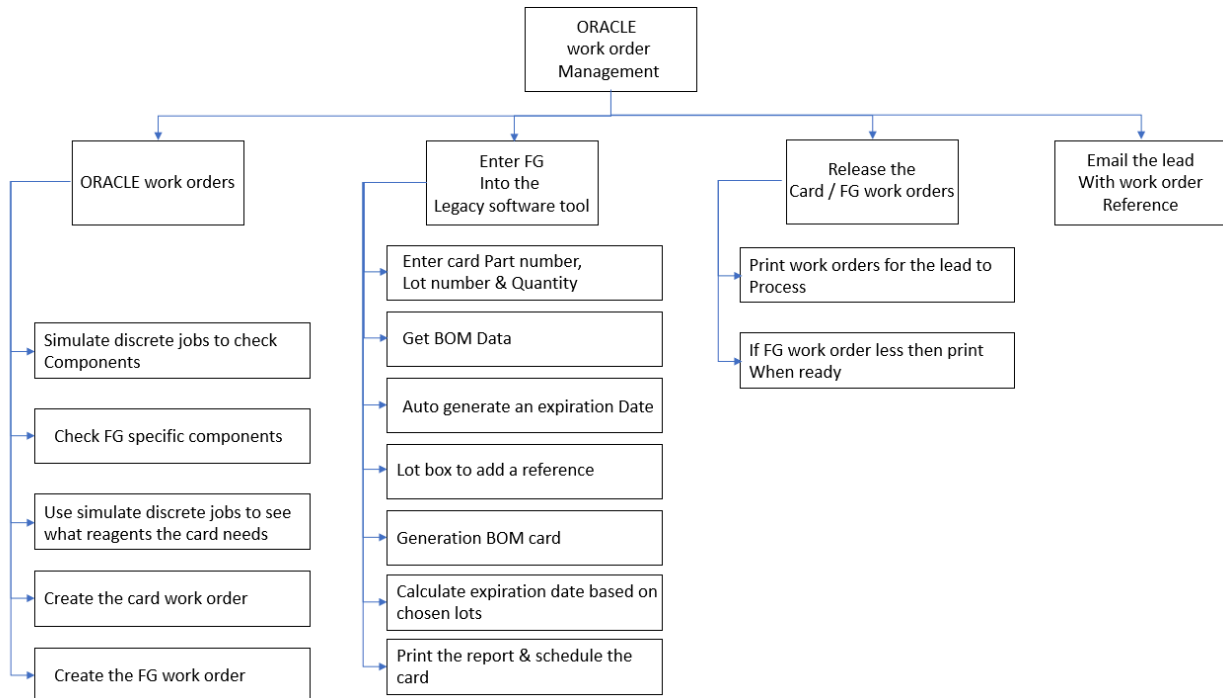 ORACLE
work order
Management
ORACLE work orders
Enter FG
Into the
Legacy software tool
Release the
Card / FG work orders
Email the lead
With work order
Reference
Simulate discrete jobs to check
Components
Check FG specific components
Use simulate discrete jobs to see
what reagents the card needs
Create the card work order
Create the FG work order
Enter card Part number,
Lot number & Quantity
Get BOM Data
Auto generate an expiration Date
Lot box to add a reference
Generation BOM card
Calculate expiration date based on
chosen lots
Print the report & schedule the
card
Print work orders for the lead to
Process
If FG work order less then print
When ready